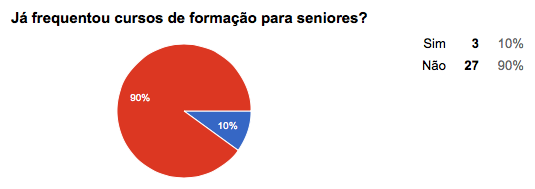 Já frequentou cursos de formação para seniores?
Sim 3 10%
Não 27 90%
90%
10%